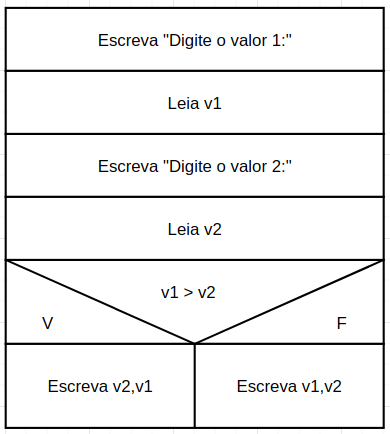 Escreva "Digite o valor 1:"
Leia v1
Escreva "Digite o valor 2:"
Leia v2
v1 > v2
V
F
Escreva v2,v1
Escreva v1,v2